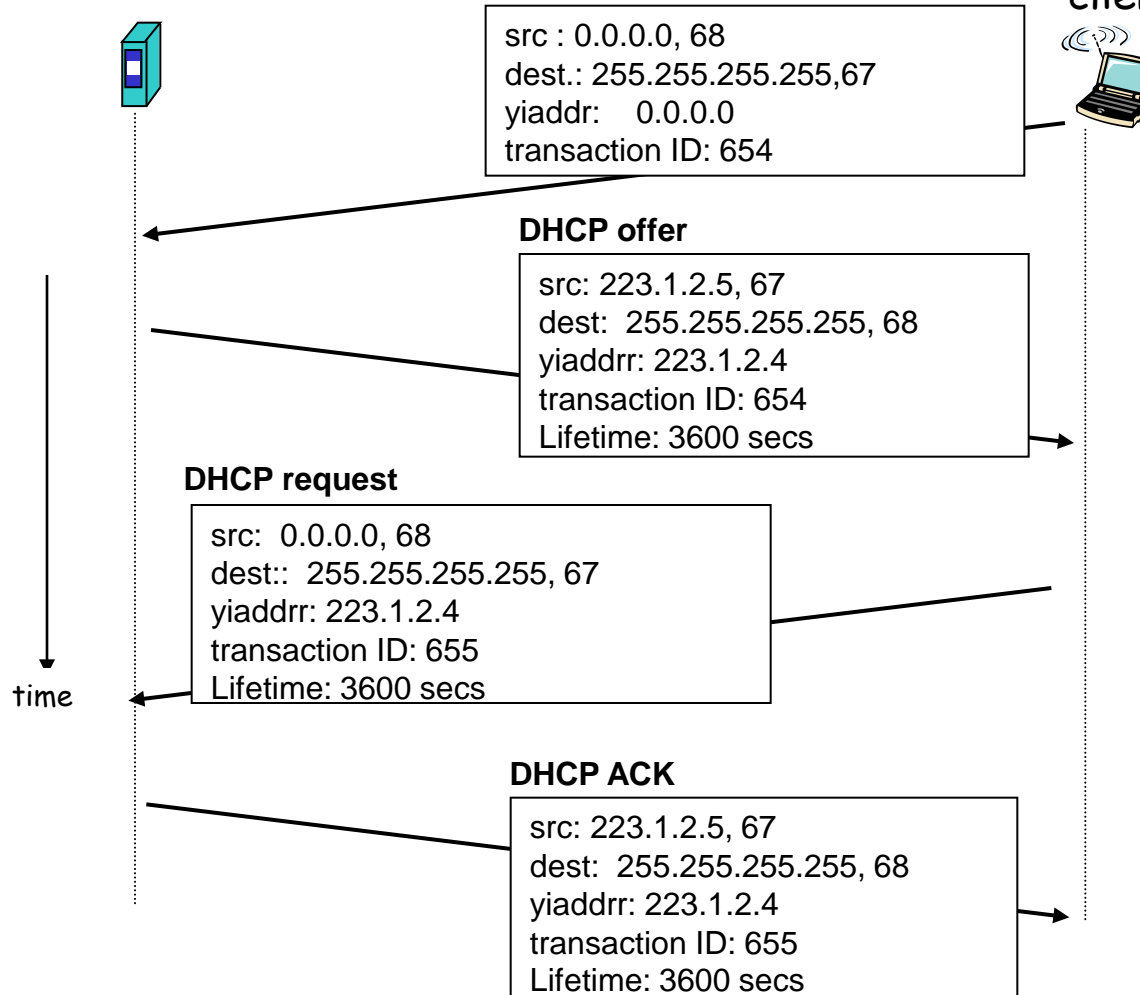 src : 0.0.0.0, 68
dest.: 255.255.255.255,67
yiaddr: 0.0.0.0
transaction ID: 654
DHCP offer
src: 223.1.2.5, 67
dest: 255.255.255.255, 68
yiaddrr: 223.1.2.4
transaction ID: 654
Lifetime: 3600 secs
DHCP request
src: 0.0.0.0, 68
dest:: 255.255.255.255, 67
yiaddrr: 223.1.2.4
transaction ID: 655
Lifetime: 3600 secs
time
DHCP ACK
src: 223.1.2.5, 67
dest: 255.255.255.255, 68
yiaddrr: 223.1.2.4
transaction ID: 655
Lifetime: 3600 secs